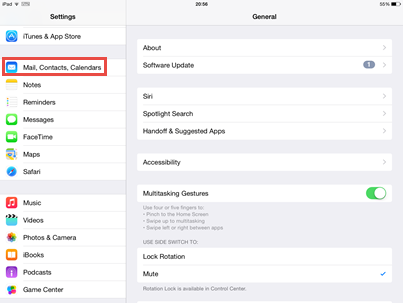 iPad
20:56
55%
Settings
General
iTunes & App Store
Mail, Contacts, Calendars
Notes
Reminders
Messages
FaceTime
Maps
Safari
Music
Videos
Photos & Camera
iBooks
Podcasts
Game Center
About
Software Update 1
Siri
Spotlight Search
Handoff & Suggested Apps
Accessibility
Multitasking Gestures
Use four or five fingers to:
• Pinch to the Home Screen
• Swipe up to multitasking
• Swipe left or right between apps
USE SIDE SWITCH TO:
Lock Rotation
Mute
Rotation Lock is available in Control Center.